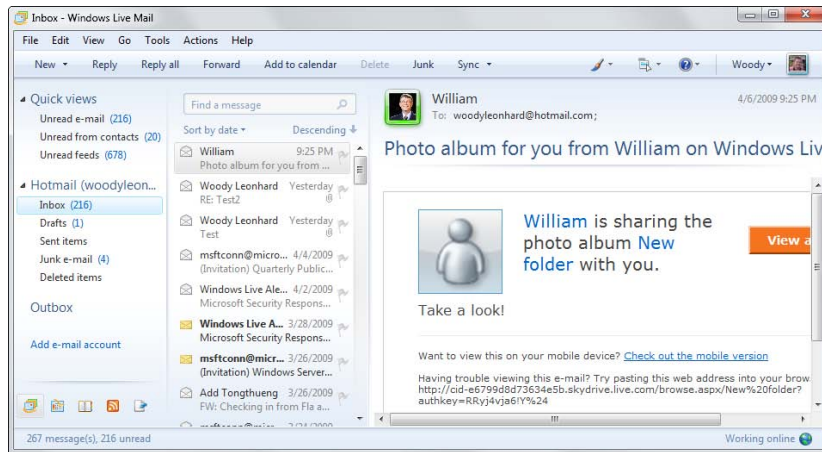 Inbox - Windows Live Mail
File Edit View Go Tools Actions Help
New Reply Reply all Forward Add to calendar Delete Junk Sync Woody
Quick views
Unread e-mail (216)
Unread from contacts (20)
Unread feeds (678)
Hotmail (woodyleon...
Inbox (216)
Drafts (1)
Sent items
Junk e-mail (4)
Deleted items
Outbox
Add e-mail account
Find a message
Sort by date Descending
William 9:25 PM
Photo album for you from ...
Woody Leonhard Yesterday
RE: Test2
Woody Leonhard Yesterday
Test
msftconn@micro... 4/4/2009
(Invitation) Quarterly Public...
Windows Live Ale... 4/2/2009
Microsoft Security Respons...
Windows Live A... 3/28/2009
Microsoft Security Respons...
msftconn@micr... 3/26/2009
(Invitation) Windows Server...
Add Tongthueng 3/26/2009
FW: Checking in from Fla a...
William 4/6/2009 9:25 PM
To: woodyleonhard@hotmail.com;
Photo album for you from William on Windows Liv
William is sharing the
photo album New
folder with you.
View a
Take a look!
Want to view this on your mobile device? Check out the mobile version
Having trouble viewing this e-mail? Try pasting this web address into your brow
http://cid-e6799d8d73634e5b.skydrive.live.com/browse.aspx/New%20folder?
authkey=RRyj4vja6!Y%24
267 message(s), 216 unread
Working online